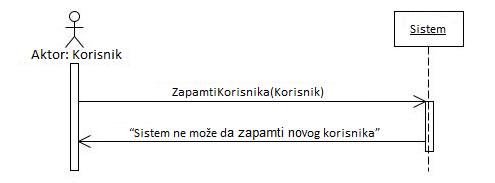 Sistem
Aktor: Korisnik
ZapamtiKorisnika(Korisnik)
“Sistem ne može da zapamti novog korisnika”